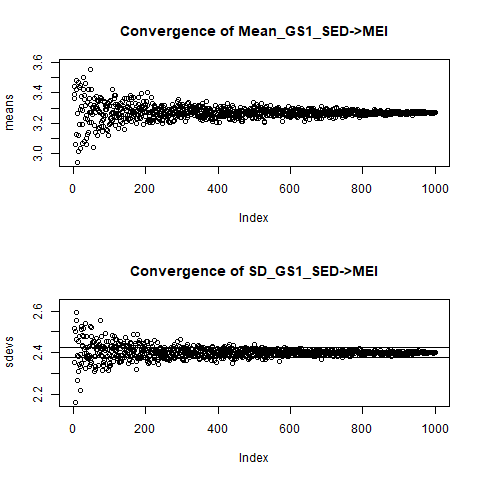 Convergence of Mean_GS1_SED->MEI
means
3.0 3.2 3.4 3.6
0 200 400 600 800 1000
Index
Convergence of SD_GS1_SED->MEI
sdevs
2.2 2.4 2.6
0 200 400 600 800 1000
Index